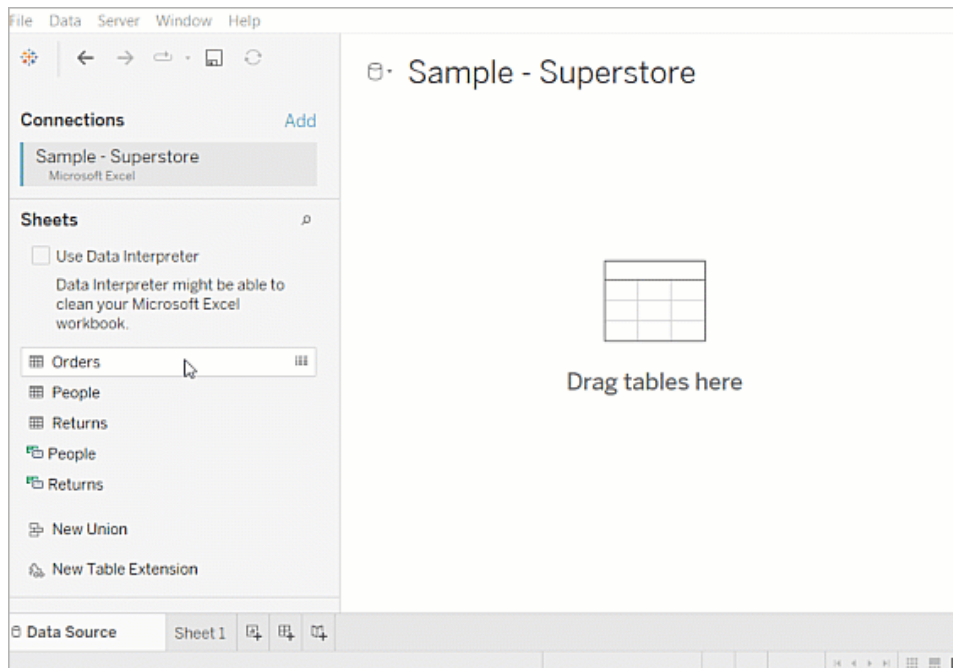 File Data Server Window Help
Sample - Superstore
Connections Add
Sample - Superstore
Microsoft Excel
Sheets
Use Data Interpreter
Data Interpreter might be able to
clean your Microsoft Excel
workbook.
Orders
People
Returns
People
Returns
New Union
New Table Extension
Drag tables here
Data Source Sheet 1